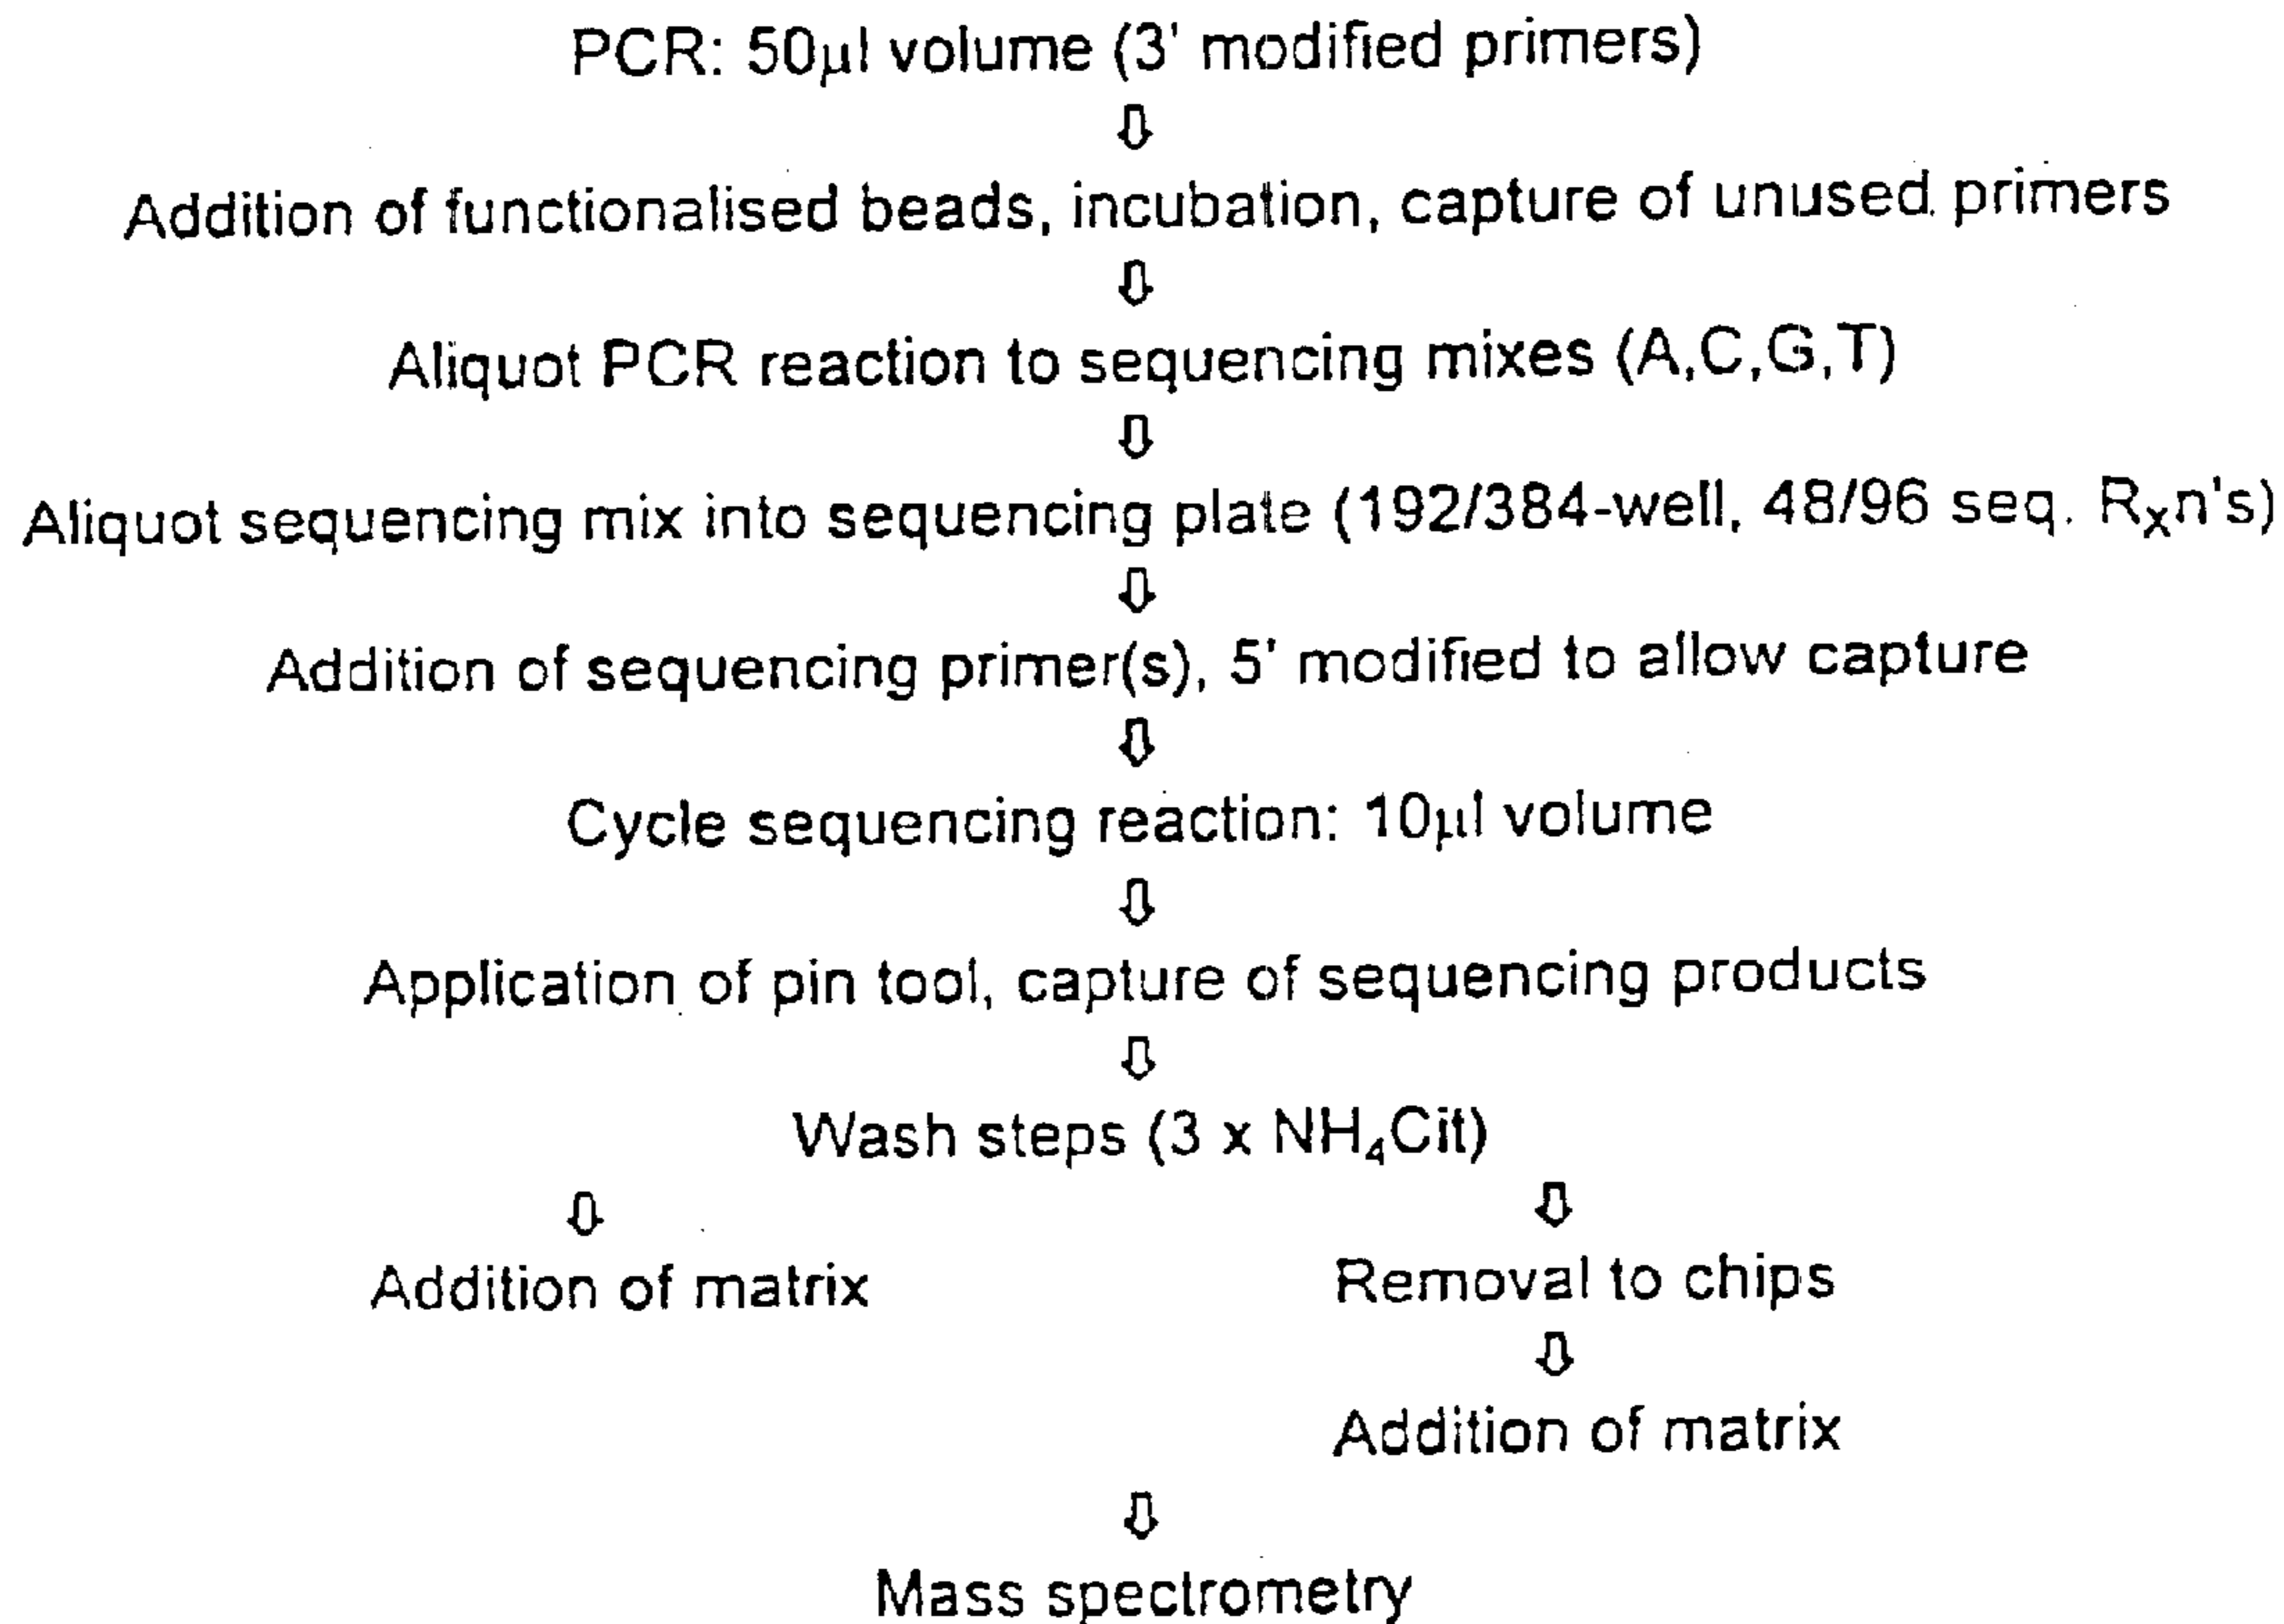 PCR: 50µl volume (3' modified primers)
Addition of functionalised beads, incubation, capture of unused primers
Aliquot PCR reaction to sequencing mixes (A,C,G,T)
Aliquot sequencing mix into sequencing plate (192/384-well, 48/96 seq. Rₓn's)
Addition of sequencing primer(s), 5' modified to allow capture
Cycle sequencing reaction: 10µl volume
Application of pin tool, capture of sequencing products
Wash steps (3 x NH₄Cit)
Addition of matrix
Removal to chips
Addition of matrix
Mass spectrometry